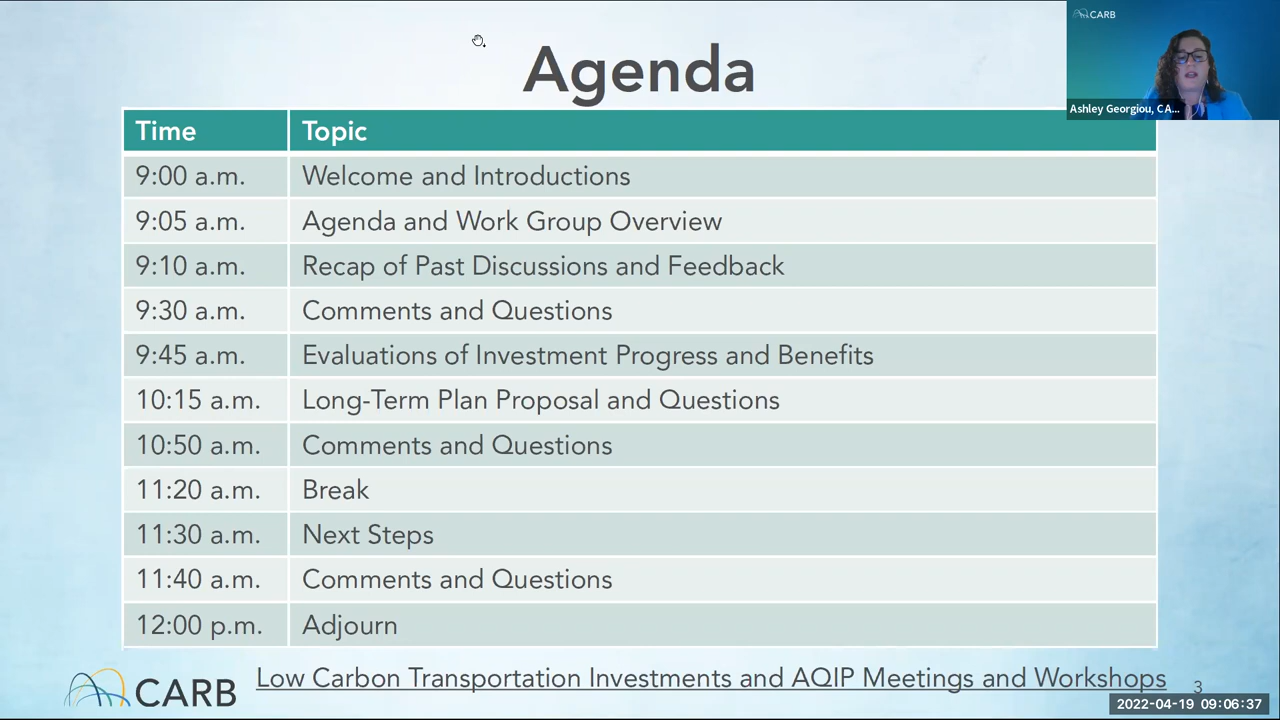 CARB
Agenda
Ashley Georgiou, CA...
Time Topic
9:00 a.m. Welcome and Introductions
9:05 a.m. Agenda and Work Group Overview
9:10 a.m. Recap of Past Discussions and Feedback
9:30 a.m. Comments and Questions
9:45 a.m. Evaluations of Investment Progress and Benefits
10:15 a.m. Long-Term Plan Proposal and Questions
10:50 a.m. Comments and Questions
11:20 a.m. Break
11:30 a.m. Next Steps
11:40 a.m. Comments and Questions
12:00 p.m. Adjourn
CARB
Low Carbon Transportation Investments and AQIP Meetings and Workshops
3
2022-04-19 09:06:37